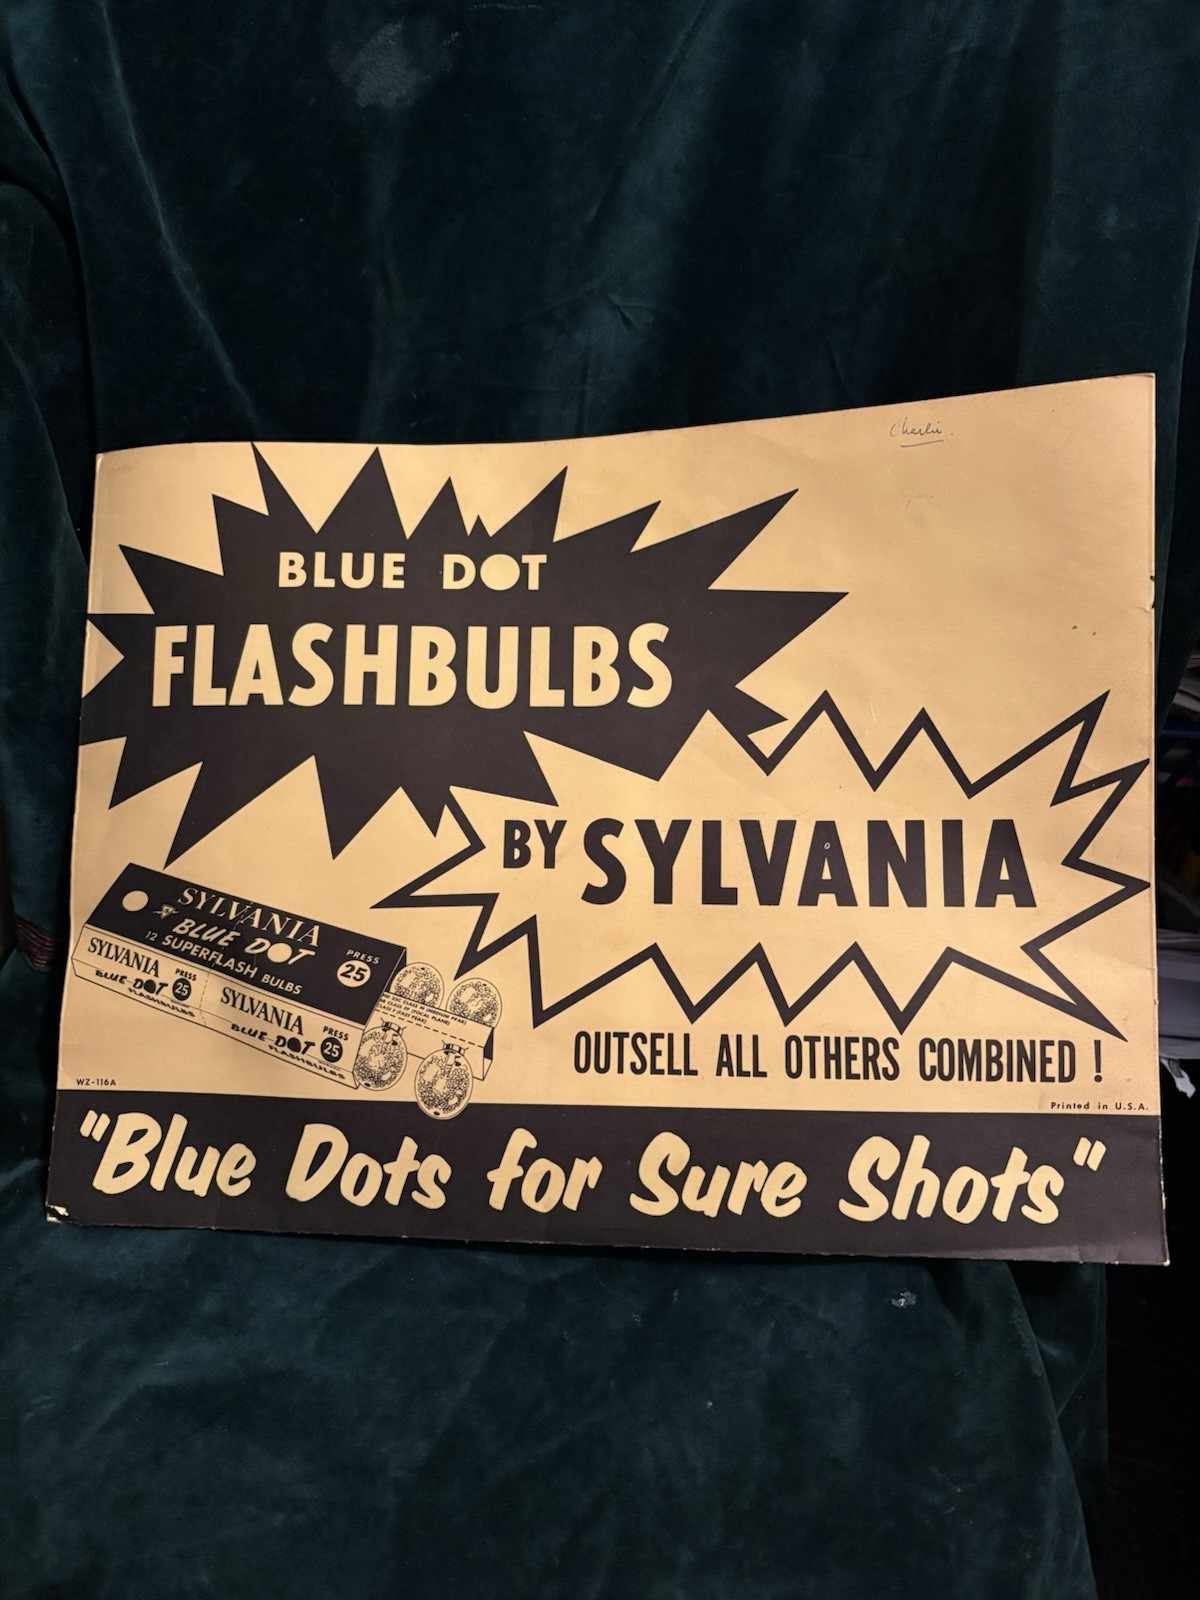 Charlie.
BLUE DOT
FLASHBULBS
BY SYLVANIA
SYLVANIA
BLUE DOT
12 SUPERFLASH BULBS
PRESS
25
SYLVANIA
BLUE DOT
FLASHBULBS
PRESS
25
SYLVANIA
BLUE DOT
FLASHBULBS
PRESS
25
OUTSELL ALL OTHERS COMBINED !
WZ-116A
Printed in U.S.A.
"Blue Dots for Sure Shots"